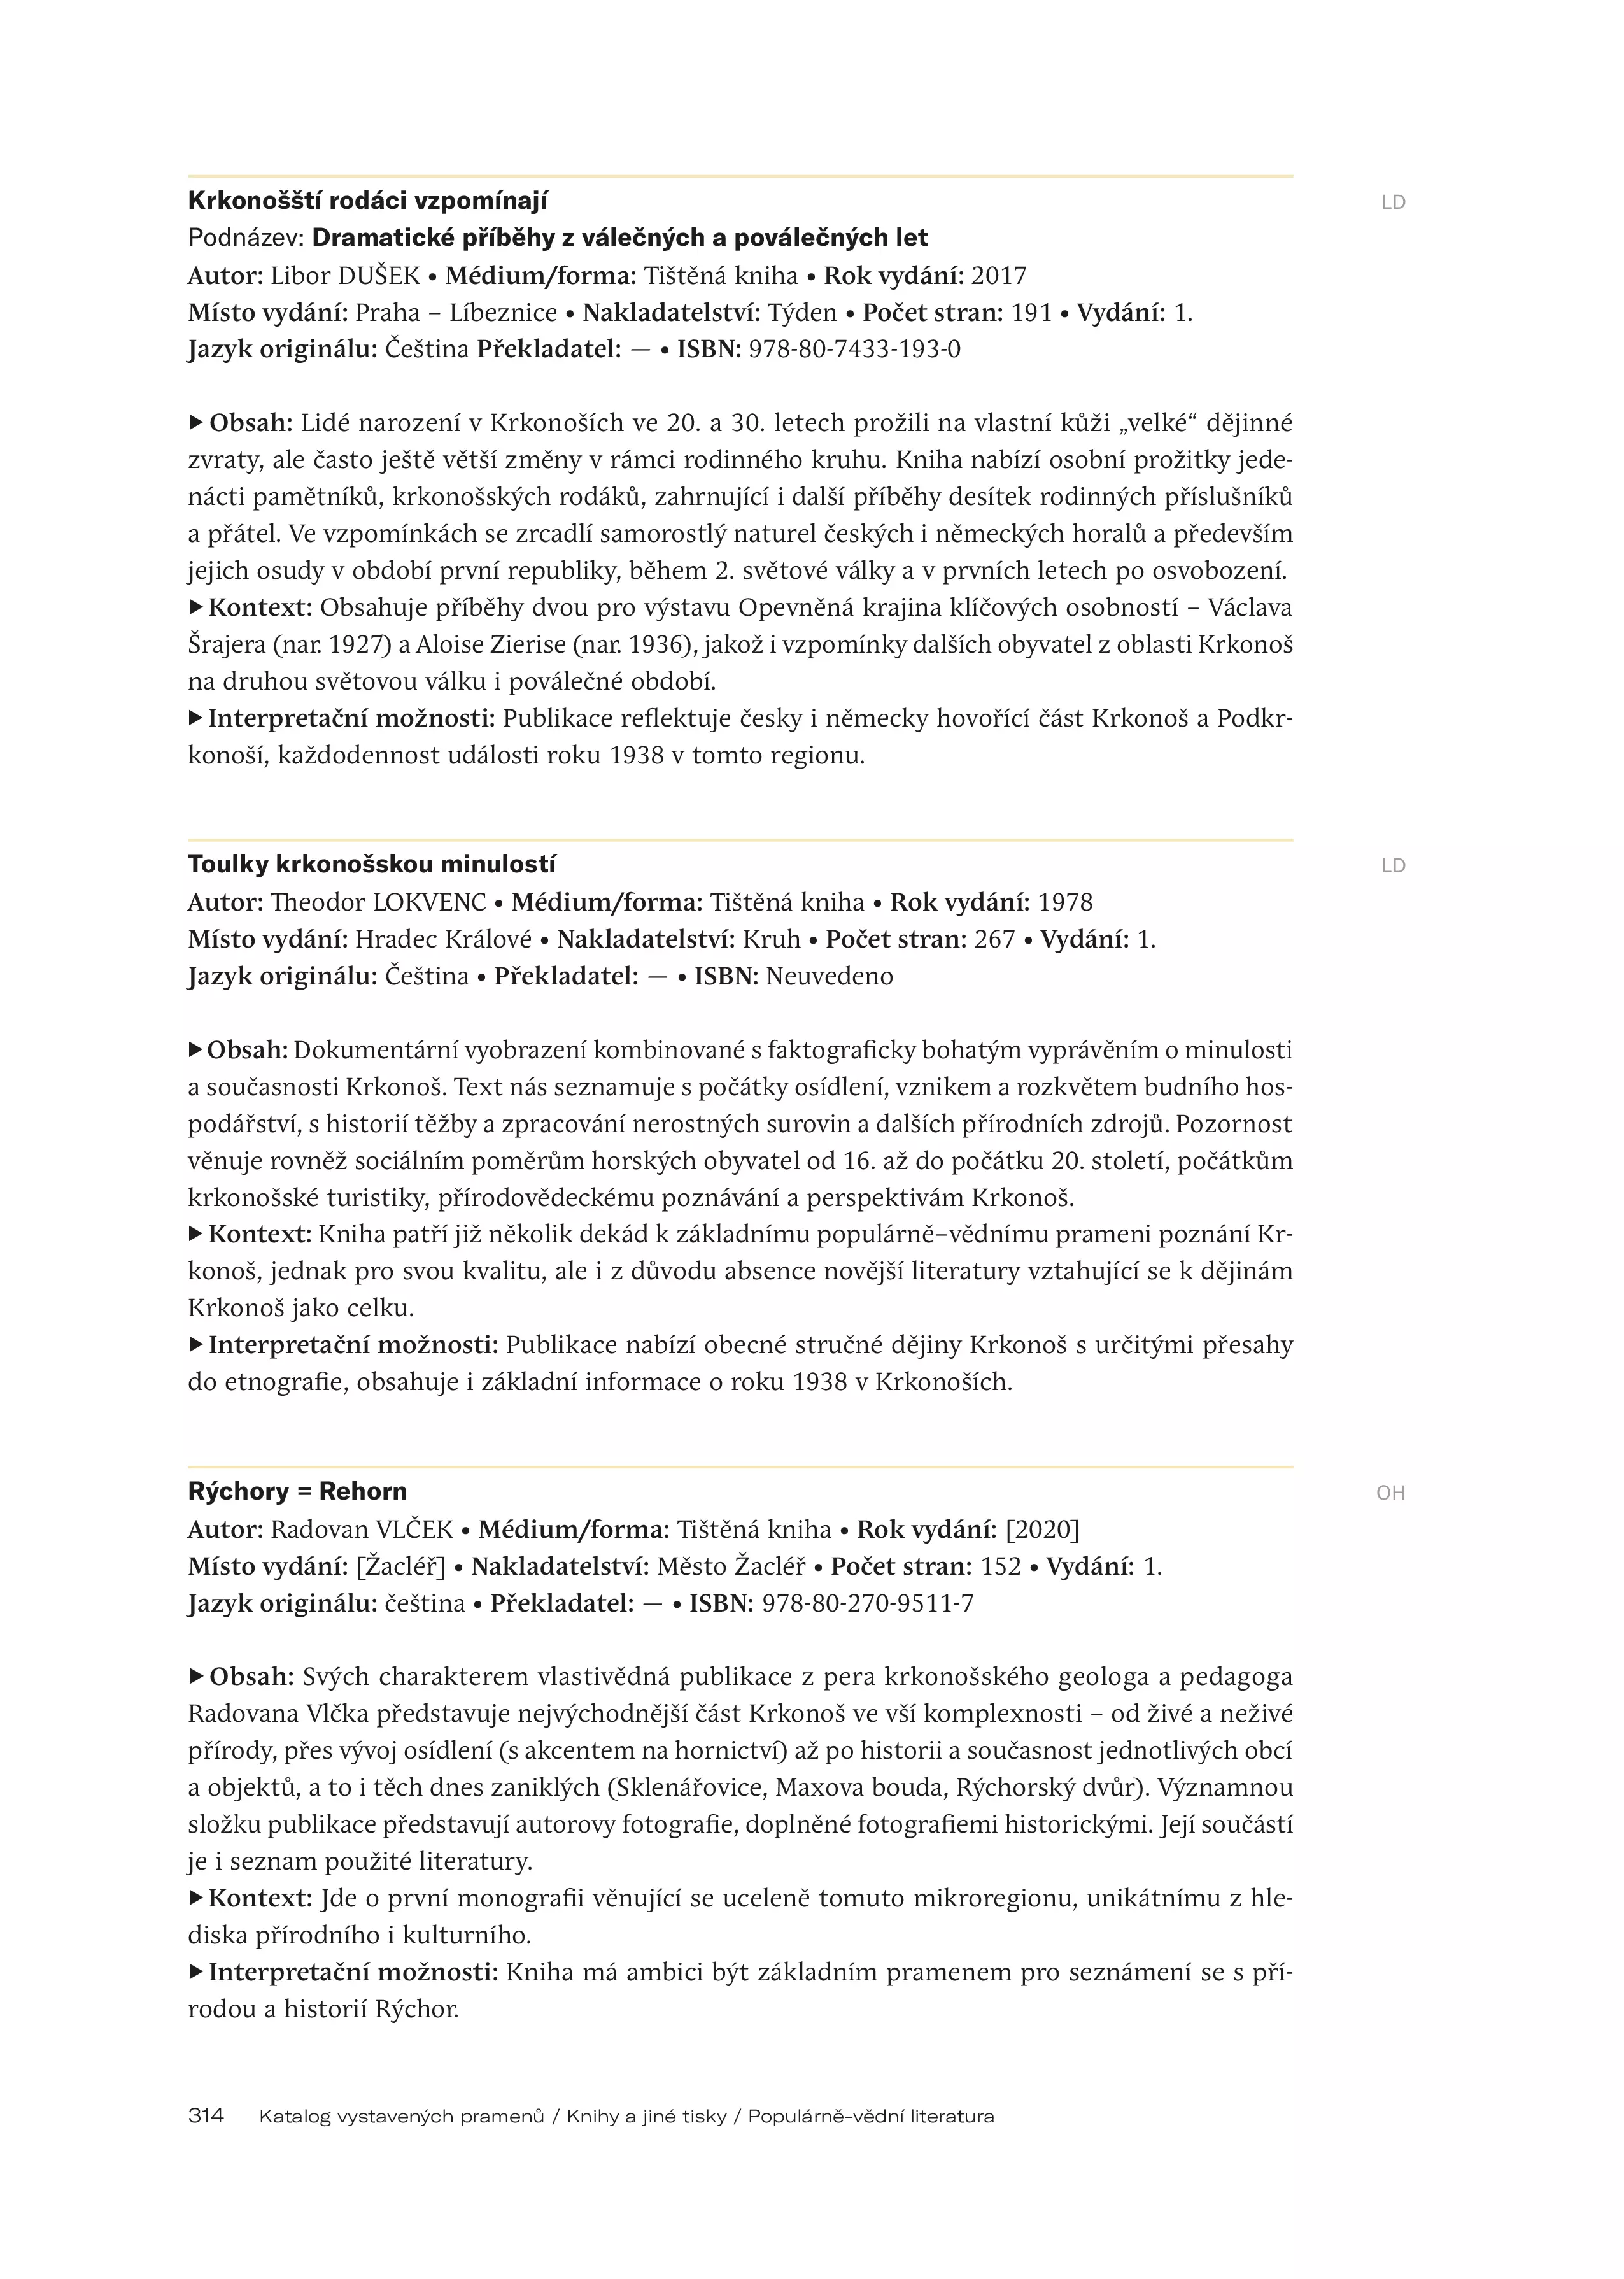 Krkonošští rodáci vzpomínají LD
Podnázev: Dramatické příběhy z válečných a poválečných let
Autor: Libor DUŠEK • Médium/forma: Tištěná kniha • Rok vydání: 2017
Místo vydání: Praha – Líbeznice • Nakladatelství: Týden • Počet stran: 191 • Vydání: 1.
Jazyk originálu: Čeština Překladatel: — • ISBN: 978-80-7433-193-0
▶ Obsah: Lidé narození v Krkonoších ve 20. a 30. letech prožili na vlastní kůži „velké“ dějinné
zvraty, ale často ještě větší změny v rámci rodinného kruhu. Kniha nabízí osobní prožitky jede-
nácti pamětníků, krkonošských rodáků, zahrnující i další příběhy desítek rodinných příslušníků
a přátel. Ve vzpomínkách se zrcadlí samorostlý naturel českých i německých horalů a především
jejich osudy v období první republiky, během 2. světové války a v prvních letech po osvobození.
▶ Kontext: Obsahuje příběhy dvou pro výstavu Opevněná krajina klíčových osobností – Václava
Šrajera (nar. 1927) a Aloise Zierise (nar. 1936), jakož i vzpomínky dalších obyvatel z oblasti Krkonoš
na druhou světovou válku i poválečné období.
▶ Interpretační možnosti: Publikace reflektuje česky i německy hovořící část Krkonoš a Podkr-
konoší, každodennost události roku 1938 v tomto regionu.
Toulky krkonošskou minulostí LD
Autor: Theodor LOKVENC • Médium/forma: Tištěná kniha • Rok vydání: 1978
Místo vydání: Hradec Králové • Nakladatelství: Kruh • Počet stran: 267 • Vydání: 1.
Jazyk originálu: Čeština • Překladatel: — • ISBN: Neuvedeno
▶ Obsah: Dokumentární vyobrazení kombinované s faktograficky bohatým vyprávěním o minulosti
a současnosti Krkonoš. Text nás seznamuje s počátky osídlení, vznikem a rozkvětem budního hos-
podářství, s historií těžby a zpracování nerostných surovin a dalších přírodních zdrojů. Pozornost
věnuje rovněž sociálním poměrům horských obyvatel od 16. až do počátku 20. století, počátkům
krkonošské turistiky, přírodovědeckému poznávání a perspektivám Krkonoš.
▶ Kontext: Kniha patří již několik dekád k základnímu populárně–vědnímu prameni poznání Kr-
konoš, jednak pro svou kvalitu, ale i z důvodu absence novější literatury vztahující se k dějinám
Krkonoš jako celku.
▶ Interpretační možnosti: Publikace nabízí obecné stručné dějiny Krkonoš s určitými přesahy
do etnografie, obsahuje i základní informace o roku 1938 v Krkonoších.
Rýchory = Rehorn OH
Autor: Radovan VLČEK • Médium/forma: Tištěná kniha • Rok vydání: [2020]
Místo vydání: [Žacléř] • Nakladatelství: Město Žacléř • Počet stran: 152 • Vydání: 1.
Jazyk originálu: čeština • Překladatel: — • ISBN: 978-80-270-9511-7
▶ Obsah: Svých charakterem vlastivědná publikace z pera krkonošského geologa a pedagoga
Radovana Vlčka představuje nejvýchodnější část Krkonoš ve vší komplexnosti – od živé a neživé
přírody, přes vývoj osídlení (s akcentem na hornictví) až po historii a současnost jednotlivých obcí
a objektů, a to i těch dnes zaniklých (Sklenářovice, Maxova bouda, Rýchorský dvůr). Významnou
složku publikace představují autorovy fotografie, doplněné fotografiemi historickými. Její součástí
je i seznam použité literatury.
▶ Kontext: Jde o první monografii věnující se uceleně tomuto mikroregionu, unikátnímu z hle-
diska přírodního i kulturního.
▶ Interpretační možnosti: Kniha má ambici být základním pramenem pro seznámení se s pří-
rodou a historií Rýchor.
314 Katalog vystavených pramenů / Knihy a jiné tisky / Populárně-vědní literatura